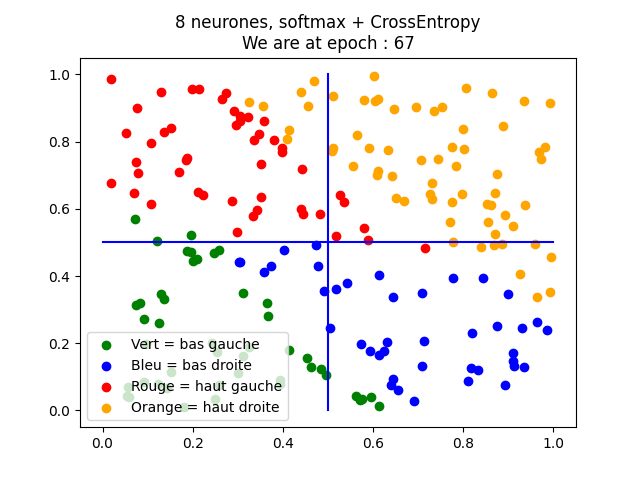 8 neurones, softmax + CrossEntropy
We are at epoch : 67
1.0
0.8
0.6
0.4
0.2
0.0
Vert = bas gauche
Bleu = bas droite
Rouge = haut gauche
Orange = haut droite
0.0 0.2 0.4 0.6 0.8 1.0